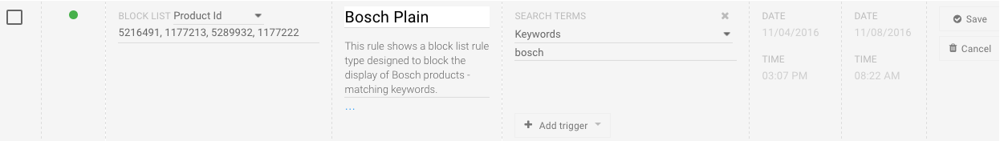 BLOCK LIST Product Id
5216491, 1177213, 5289932, 1177222
Bosch Plain
This rule shows a block list rule
type designed to block the
display of Bosch products -
matching keywords.
...
SEARCH TERMS
Keywords
bosch
Add trigger
DATE
11/04/2016
TIME
03:07 PM
DATE
11/08/2016
TIME
08:22 AM
Save
Cancel